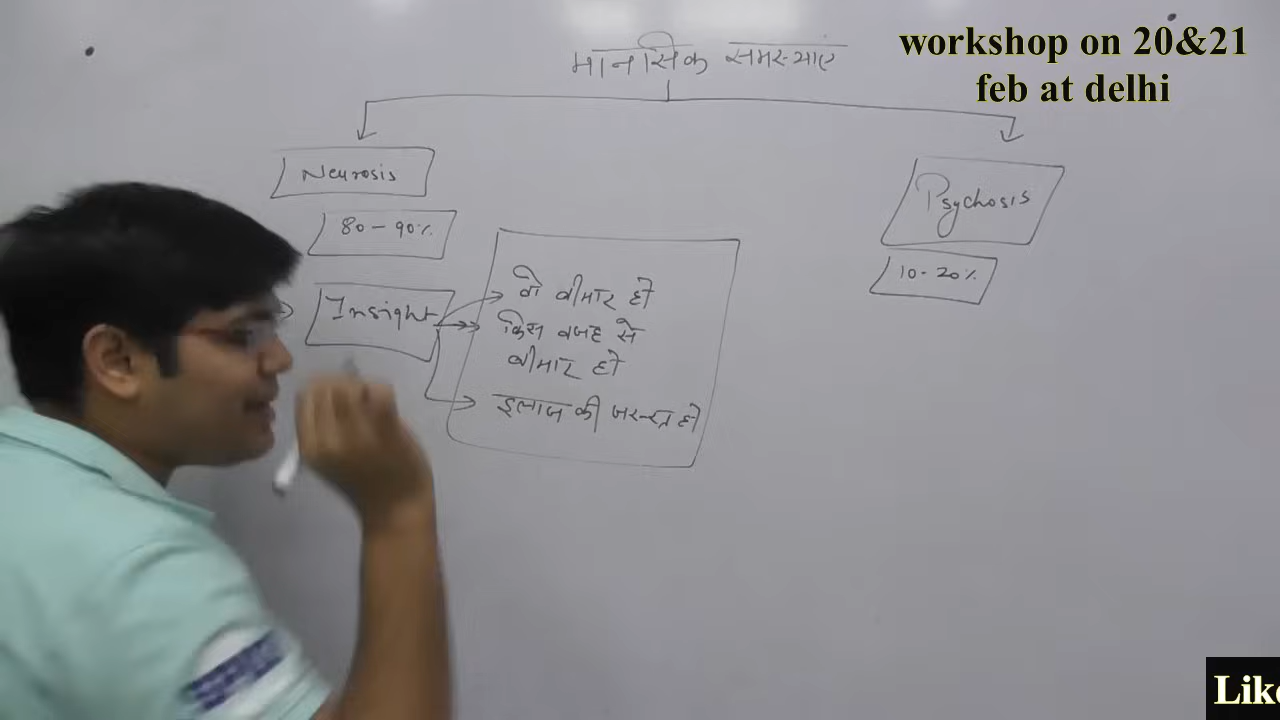 मानसिक समस्याएं
workshop on 20&21
feb at delhi
Neurosis
80-90%
Insight
वो बीमार हो
किस वजह से
बीमार हो
इलाज की जरूरत हो
Psychosis
10-20%
Like